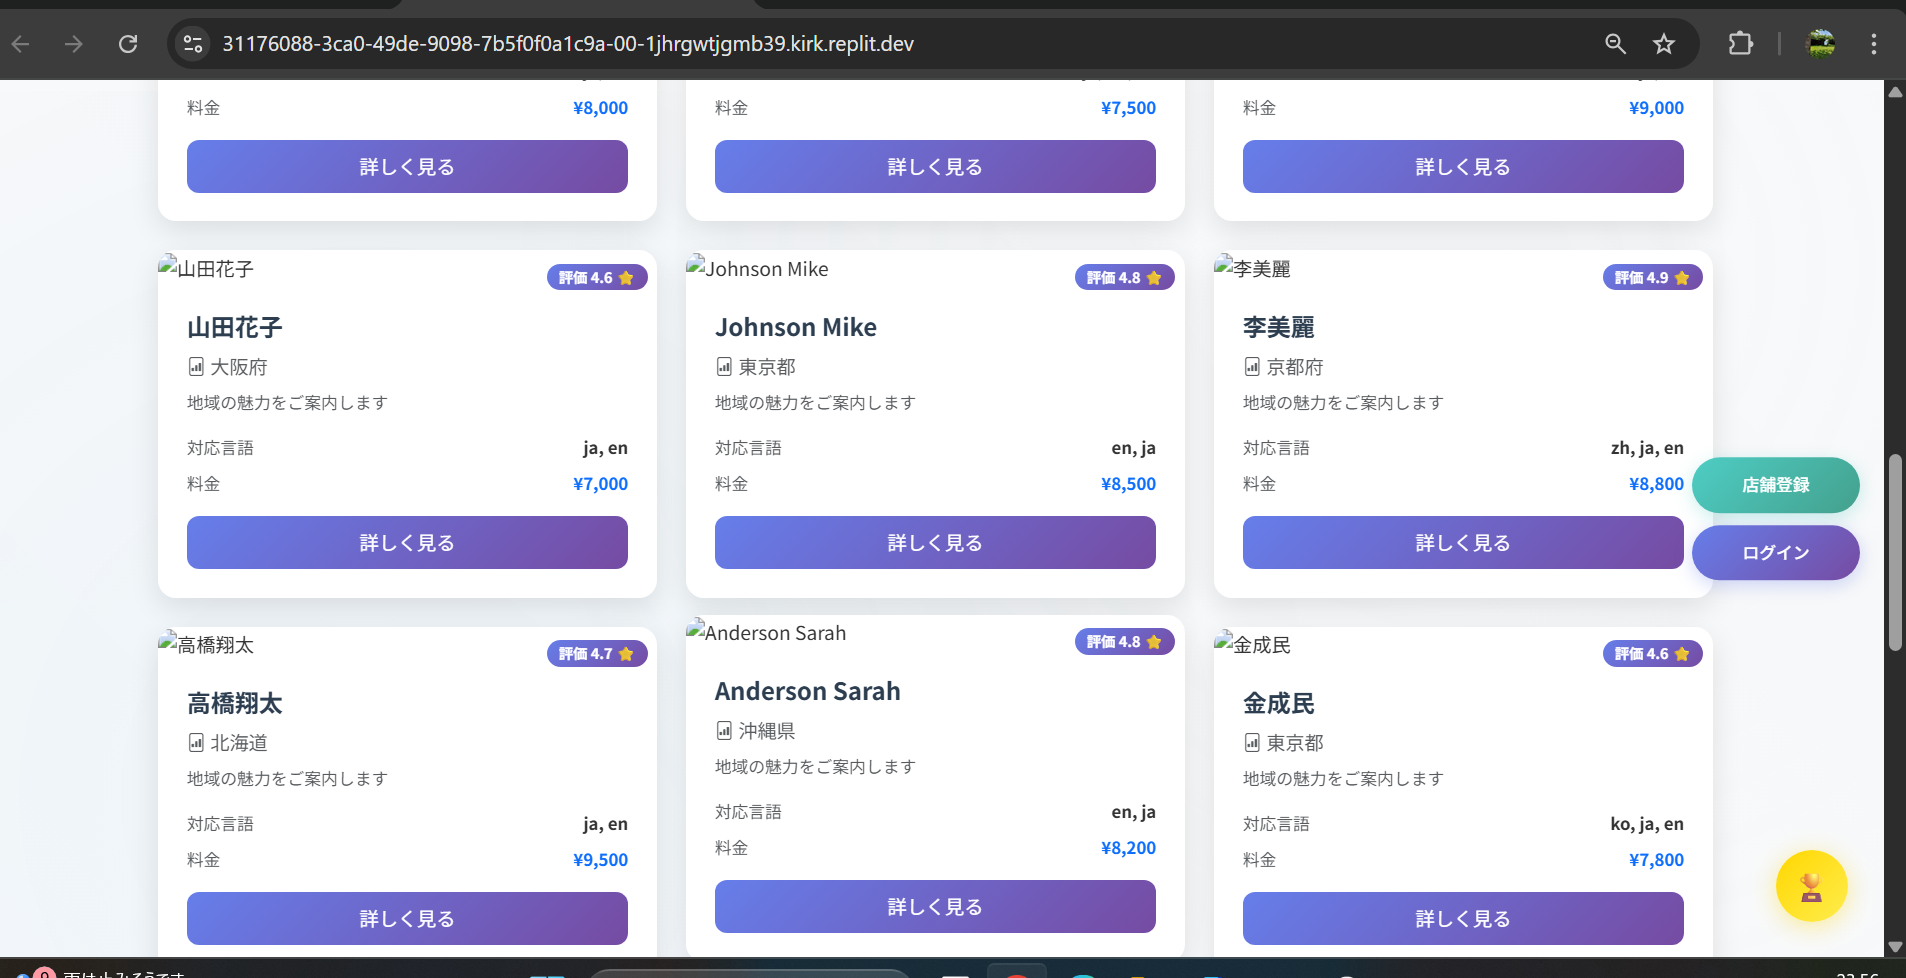 31176088-3ca0-49de-9098-7b5f0f0a1c9a-00-1jhrgwtjgmb39.kirk.replit.dev
料金 ¥8,000
詳しく見る
料金 ¥7,500
詳しく見る
料金 ¥9,000
詳しく見る
山田花子
評価 4.6 ⭐
山田花子
大阪府
地域の魅力をご案内します
対応言語 ja, en
料金 ¥7,000
詳しく見る
Johnson Mike
評価 4.8 ⭐
Johnson Mike
東京都
地域の魅力をご案内します
対応言語 en, ja
料金 ¥8,500
詳しく見る
李美麗
評価 4.9 ⭐
李美麗
京都府
地域の魅力をご案内します
対応言語 zh, ja, en
料金 ¥8,800
詳しく見る
店舗登録
ログイン
高橋翔太
評価 4.7 ⭐
高橋翔太
北海道
地域の魅力をご案内します
対応言語 ja, en
料金 ¥9,500
詳しく見る
Anderson Sarah
評価 4.8 ⭐
Anderson Sarah
沖縄県
地域の魅力をご案内します
対応言語 en, ja
料金 ¥8,200
詳しく見る
金成民
評価 4.6 ⭐
金成民
東京都
地域の魅力をご案内します
対応言語 ko, ja, en
料金 ¥7,800
詳しく見る